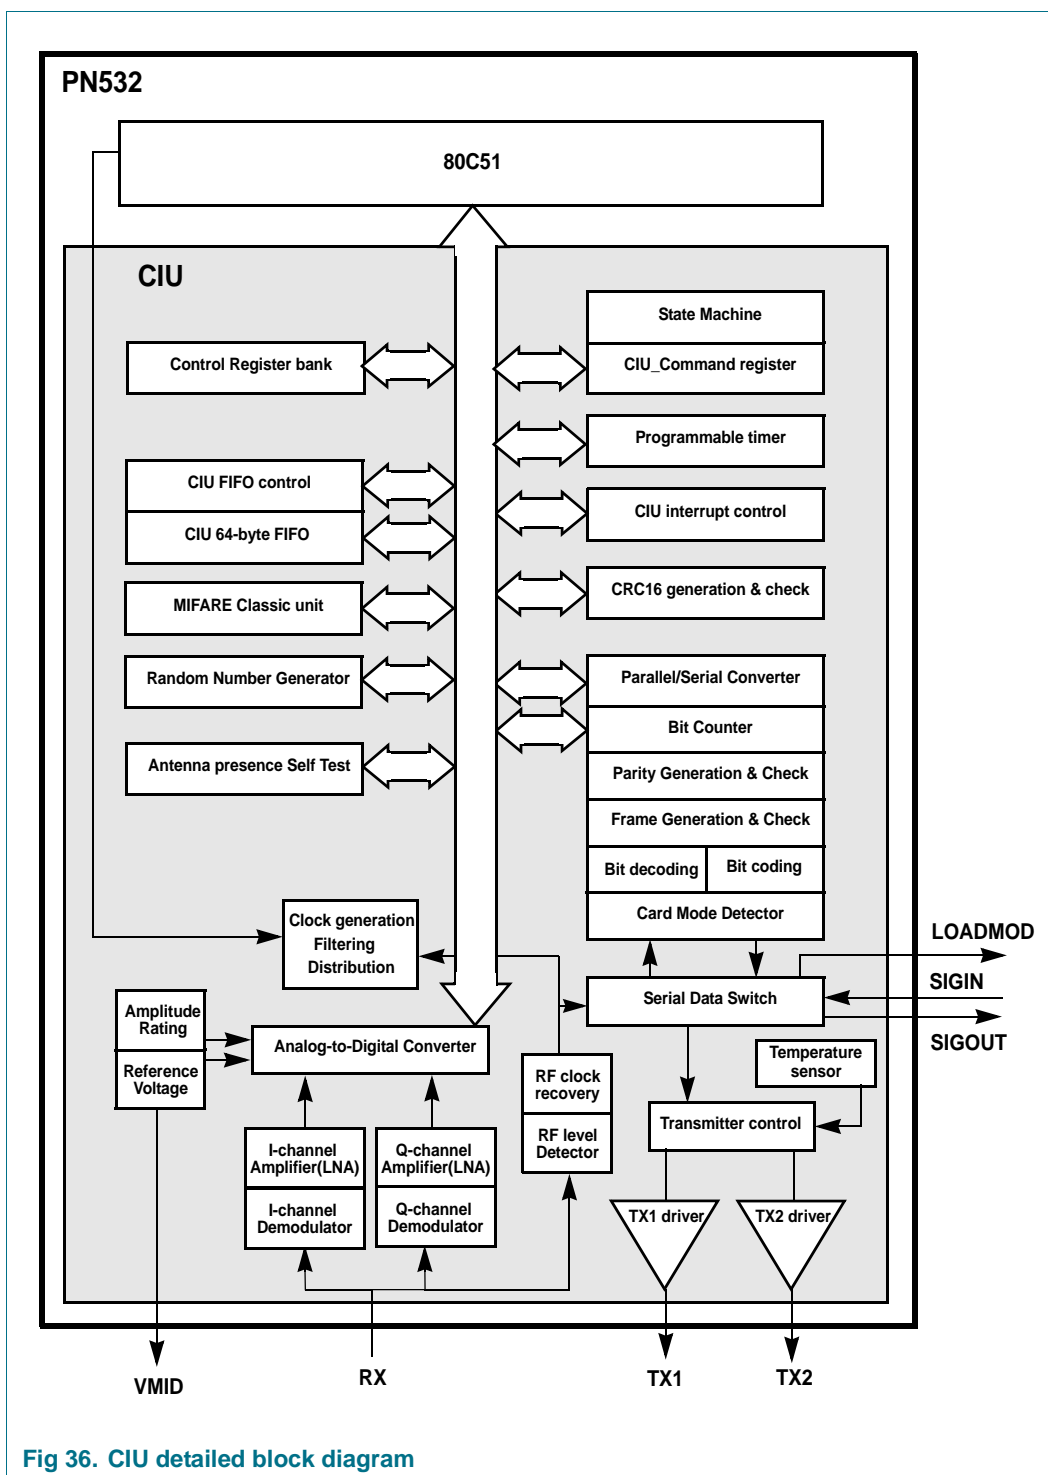 PN532
80C51
CIU
Control Register bank
CIU FIFO control
CIU 64-byte FIFO
MIFARE Classic unit
Random Number Generator
Antenna presence Self Test
State Machine
CIU_Command register
Programmable timer
CIU interrupt control
CRC16 generation & check
Parallel/Serial Converter
Bit Counter
Parity Generation & Check
Frame Generation & Check
Bit decoding
Bit coding
Card Mode Detector
Clock generation
Filtering
Distribution
LOADMOD
SIGIN
SIGOUT
Serial Data Switch
Amplitude
Rating
Reference
Voltage
Analog-to-Digital Converter
RF clock
recovery
RF level
Detector
Temperature
sensor
Transmitter control
I-channel
Amplifier(LNA)
I-channel
Demodulator
Q-channel
Amplifier(LNA)
Q-channel
Demodulator
TX1 driver
TX2 driver
VMID
RX
TX1
TX2
Fig 36. CIU detailed block diagram